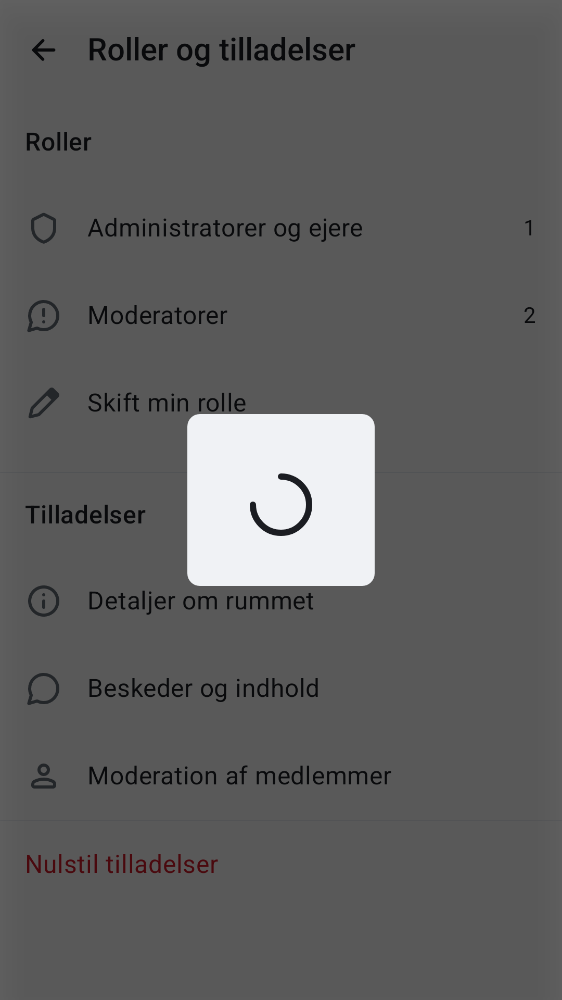 Roller og tilladelser
Roller
Administratorer og ejere 1
Moderatorer 2
Skift min rolle
Tilladelser
Detaljer om rummet
Beskeder og indhold
Moderation af medlemmer
Nulstil tilladelser